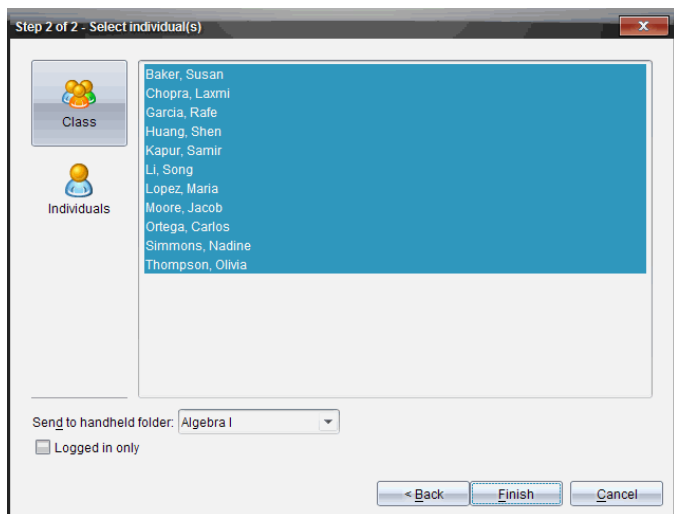 Step 2 of 2 - Select individual(s)
Class
Individuals
Baker, Susan
Chopra, Laxmi
Garcia, Rafe
Huang, Shen
Kapur, Samir
Li, Song
Lopez, Maria
Moore, Jacob
Ortega, Carlos
Simmons, Nadine
Thompson, Olivia
Send to handheld folder: Algebra I
Logged in only
< Back Finish Cancel